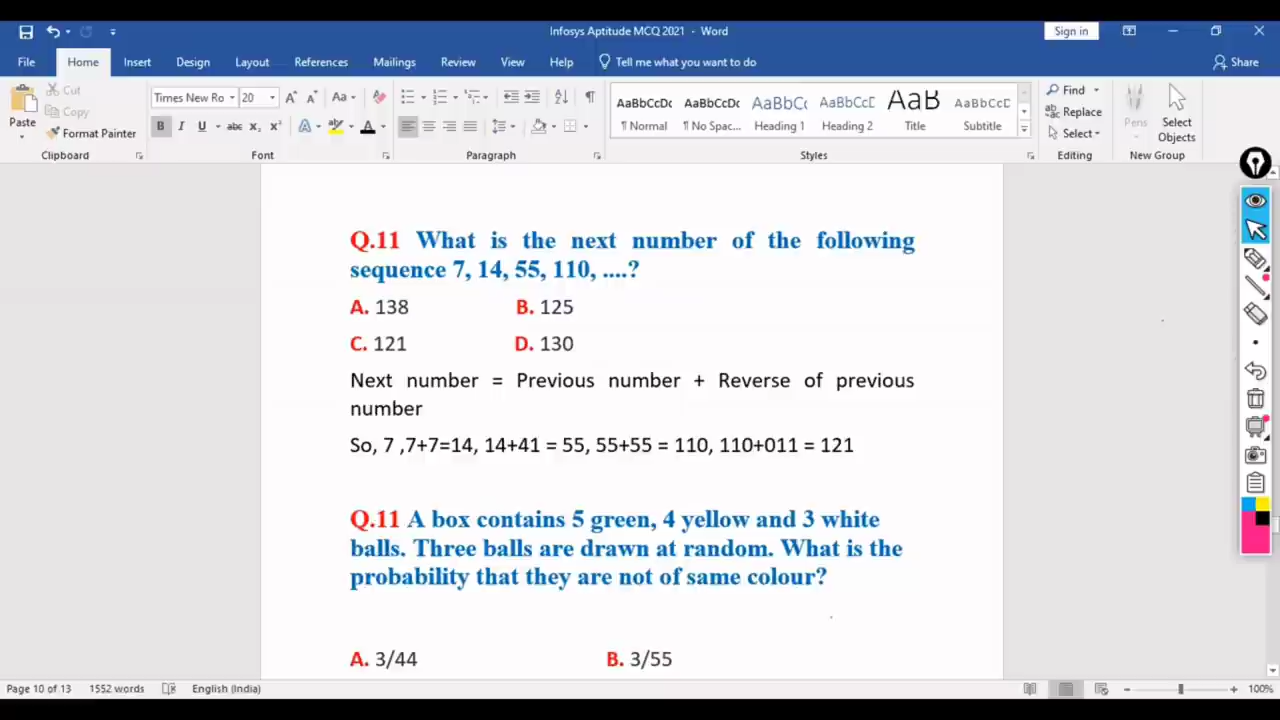 Infosys Aptitude MCQ 2021 - Word
Sign in
File Home Insert Design Layout References Mailings Review View Help Tell me what you want to do Share
Paste
Cut
Copy
Format Painter
Times New Ro 20
AaBbCcDc AaBbCcDc AaBbCc AaBbCcE AaB AaBbCcD
¶ Normal ¶ No Spac... Heading 1 Heading 2 Title Subtitle
Find
Replace
Select
Pens
Select Objects
Clipboard Font Paragraph Styles Editing New Group
Q.11 What is the next number of the following
sequence 7, 14, 55, 110, ....?
A. 138 B. 125
C. 121 D. 130
Next number = Previous number + Reverse of previous
number
So, 7 ,7+7=14, 14+41 = 55, 55+55 = 110, 110+011 = 121
Q.11 A box contains 5 green, 4 yellow and 3 white
balls. Three balls are drawn at random. What is the
probability that they are not of same colour?
A. 3/44 B. 3/55
Page 10 of 13 1552 words English (India) 100%